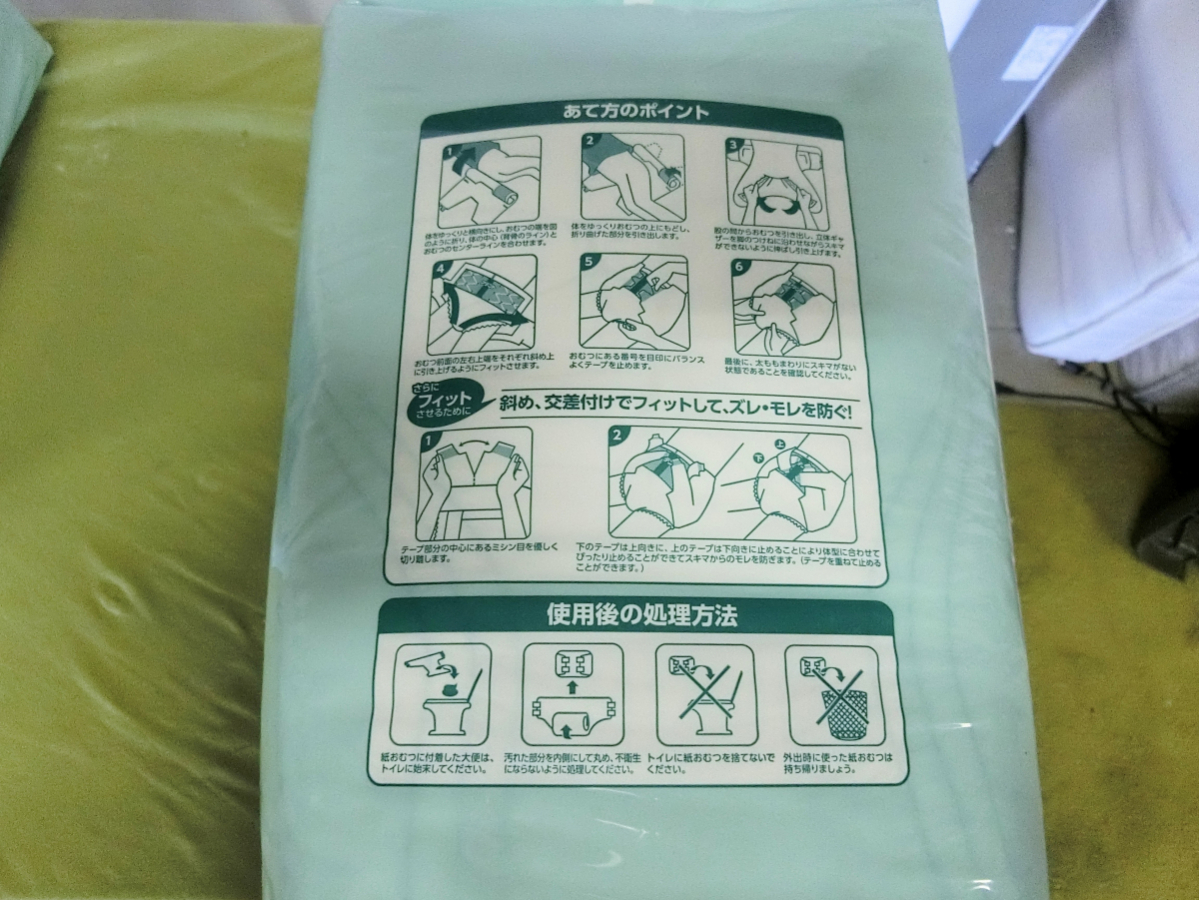 あて方のポイント
1
2
3
体をゆっくりと横向きにし、おむつの端を図
のように折り、体の中心(背骨のライン)と
おむつのセンターラインを合わせます。
体をゆっくりおむつの上にもどし、
折り曲げた部分を引き出します。
股の間からおむつを引き出し、立体ギャ
ザーを脚のつけねに沿わせながらスキマ
ができないように伸ばし引き上げます。
4
5
6
おむつ前面の左右上端をそれぞれ斜め上
に引き上げるようにフィットさせます。
おむつにある番号を目印にバランス
よくテープを止めます。
最後に、太ももまわりにスキマがない
状態であることを確認してください。
さらに
フィット
させるために
斜め、交差付けでフィットして、ズレ・モレを防ぐ!
1
2
上
下
テープ部分の中心にあるミシン目を優しく
切り離します。
下のテープは上向きに、上のテープは下向きに止めることにより体型に合わせて
ぴったり止めることができてスキマからのモレを防ぎます。(テープを重ねて止める
ことができます。)
使用後の処理方法
紙おむつに付着した大便は、
トイレに始末してください。
汚れた部分を内側にして丸め、不衛生
にならないように処理してください。
トイレに紙おむつを捨てないで
ください。
外出時に使った紙おむつは
持ち帰りましょう。